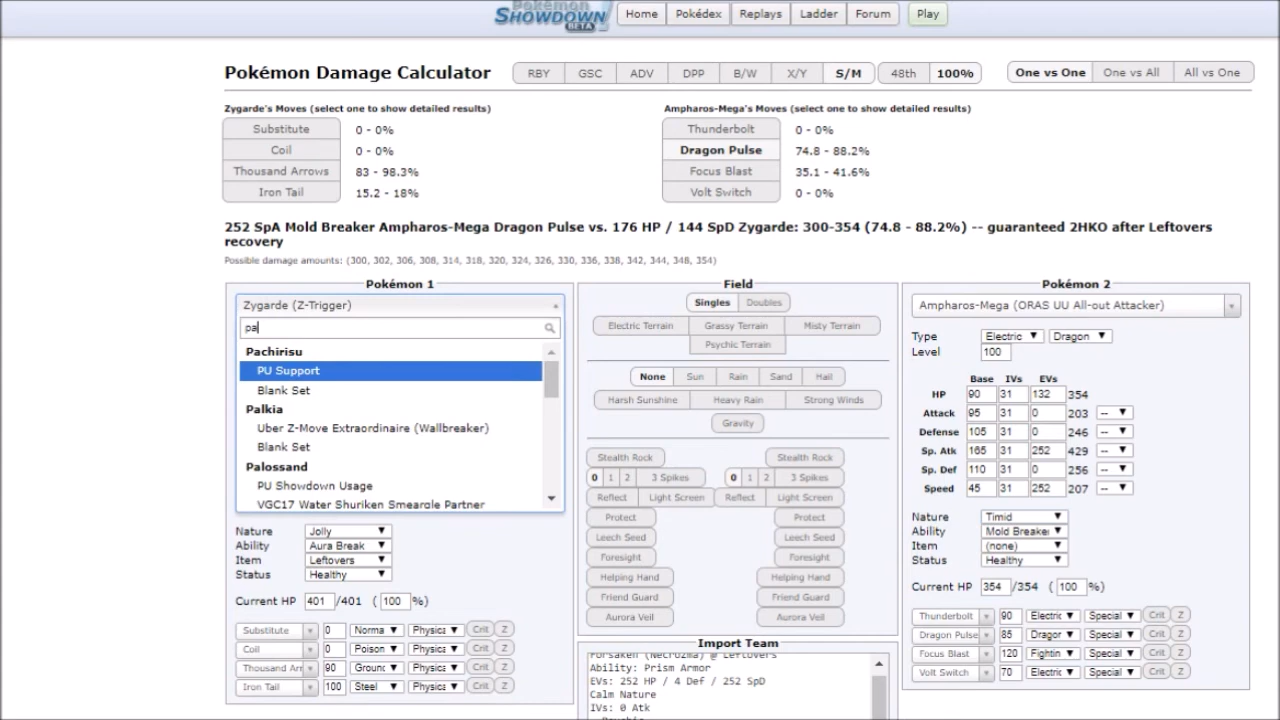 Pokémon
SHOWDOWN!
BETA
Home
Pokédex
Replays
Ladder
Forum
Play
Pokémon Damage Calculator
RBY GSC ADV DPP B/W X/Y S/M
48th 100%
One vs One One vs All All vs One
Zygarde's Moves (select one to show detailed results)
Substitute 0 - 0%
Coil 0 - 0%
Thousand Arrows 83 - 98.3%
Iron Tail 15.2 - 18%
Ampharos-Mega's Moves (select one to show detailed results)
Thunderbolt 0 - 0%
Dragon Pulse 74.8 - 88.2%
Focus Blast 35.1 - 41.6%
Volt Switch 0 - 0%
252 SpA Mold Breaker Ampharos-Mega Dragon Pulse vs. 176 HP / 144 SpD Zygarde: 300-354 (74.8 - 88.2%) -- guaranteed 2HKO after Leftovers
recovery
Possible damage amounts: (300, 302, 306, 308, 314, 318, 320, 324, 326, 330, 336, 338, 342, 344, 348, 354)
Pokémon 1
Zygarde (Z-Trigger)
pa
Pachirisu
PU Support
Blank Set
Palkia
Uber Z-Move Extraordinaire (Wallbreaker)
Blank Set
Palossand
PU Showdown Usage
VGC17 Water Shuriken Smeargle Partner
Nature Jolly
Ability Aura Break
Item Leftovers
Status Healthy
Current HP 401 /401 ( 100 %)
Substitute 0 Norma Physica Crit Z
Coil 0 Poison Physica Crit Z
Thousand Arr 90 Ground Physica Crit Z
Iron Tail 100 Steel Physica Crit Z
Field
Singles Doubles
Electric Terrain Grassy Terrain Misty Terrain
Psychic Terrain
None Sun Rain Sand Hail
Harsh Sunshine Heavy Rain Strong Winds
Gravity
Stealth Rock Stealth Rock
0 1 2 3 Spikes 0 1 2 3 Spikes
Reflect Light Screen Reflect Light Screen
Protect Protect
Leech Seed Leech Seed
Foresight Foresight
Helping Hand Helping Hand
Friend Guard Friend Guard
Aurora Veil Aurora Veil
Import Team
Forsaken (Necrozma) @ Leftovers
Ability: Prism Armor
EVs: 252 HP / 4 Def / 252 SpD
Calm Nature
IVs: 0 Atk
Pokémon 2
Ampharos-Mega (ORAS UU All-out Attacker)
Type Electric Dragon
Level 100
Base IVs EVs
HP 90 31 132 354
Attack 95 31 0 203 --
Defense 105 31 0 246 --
Sp. Atk 165 31 252 429 --
Sp. Def 110 31 0 256 --
Speed 45 31 252 207 --
Nature Timid
Ability Mold Breaker
Item (none)
Status Healthy
Current HP 354 /354 ( 100 %)
Thunderbolt 90 Electric Special Crit Z
Dragon Pulse 85 Dragor Special Crit Z
Focus Blast 120 Fightin Special Crit Z
Volt Switch 70 Electric Special Crit Z